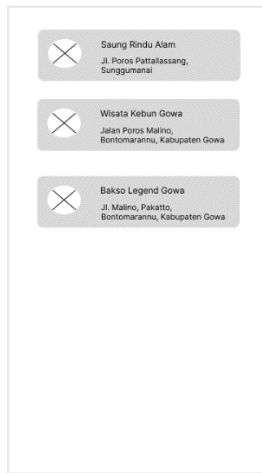 Saung Rindu Alam
Jl. Poros Pattallassang,
Sunggumanai
Wisata Kebun Gowa
Jalan Poros Malino,
Bontomarannu, Kabupaten Gowa
Bakso Legend Gowa
Jl. Malino, Pakatto,
Bontomarannu, Kabupaten Gowa